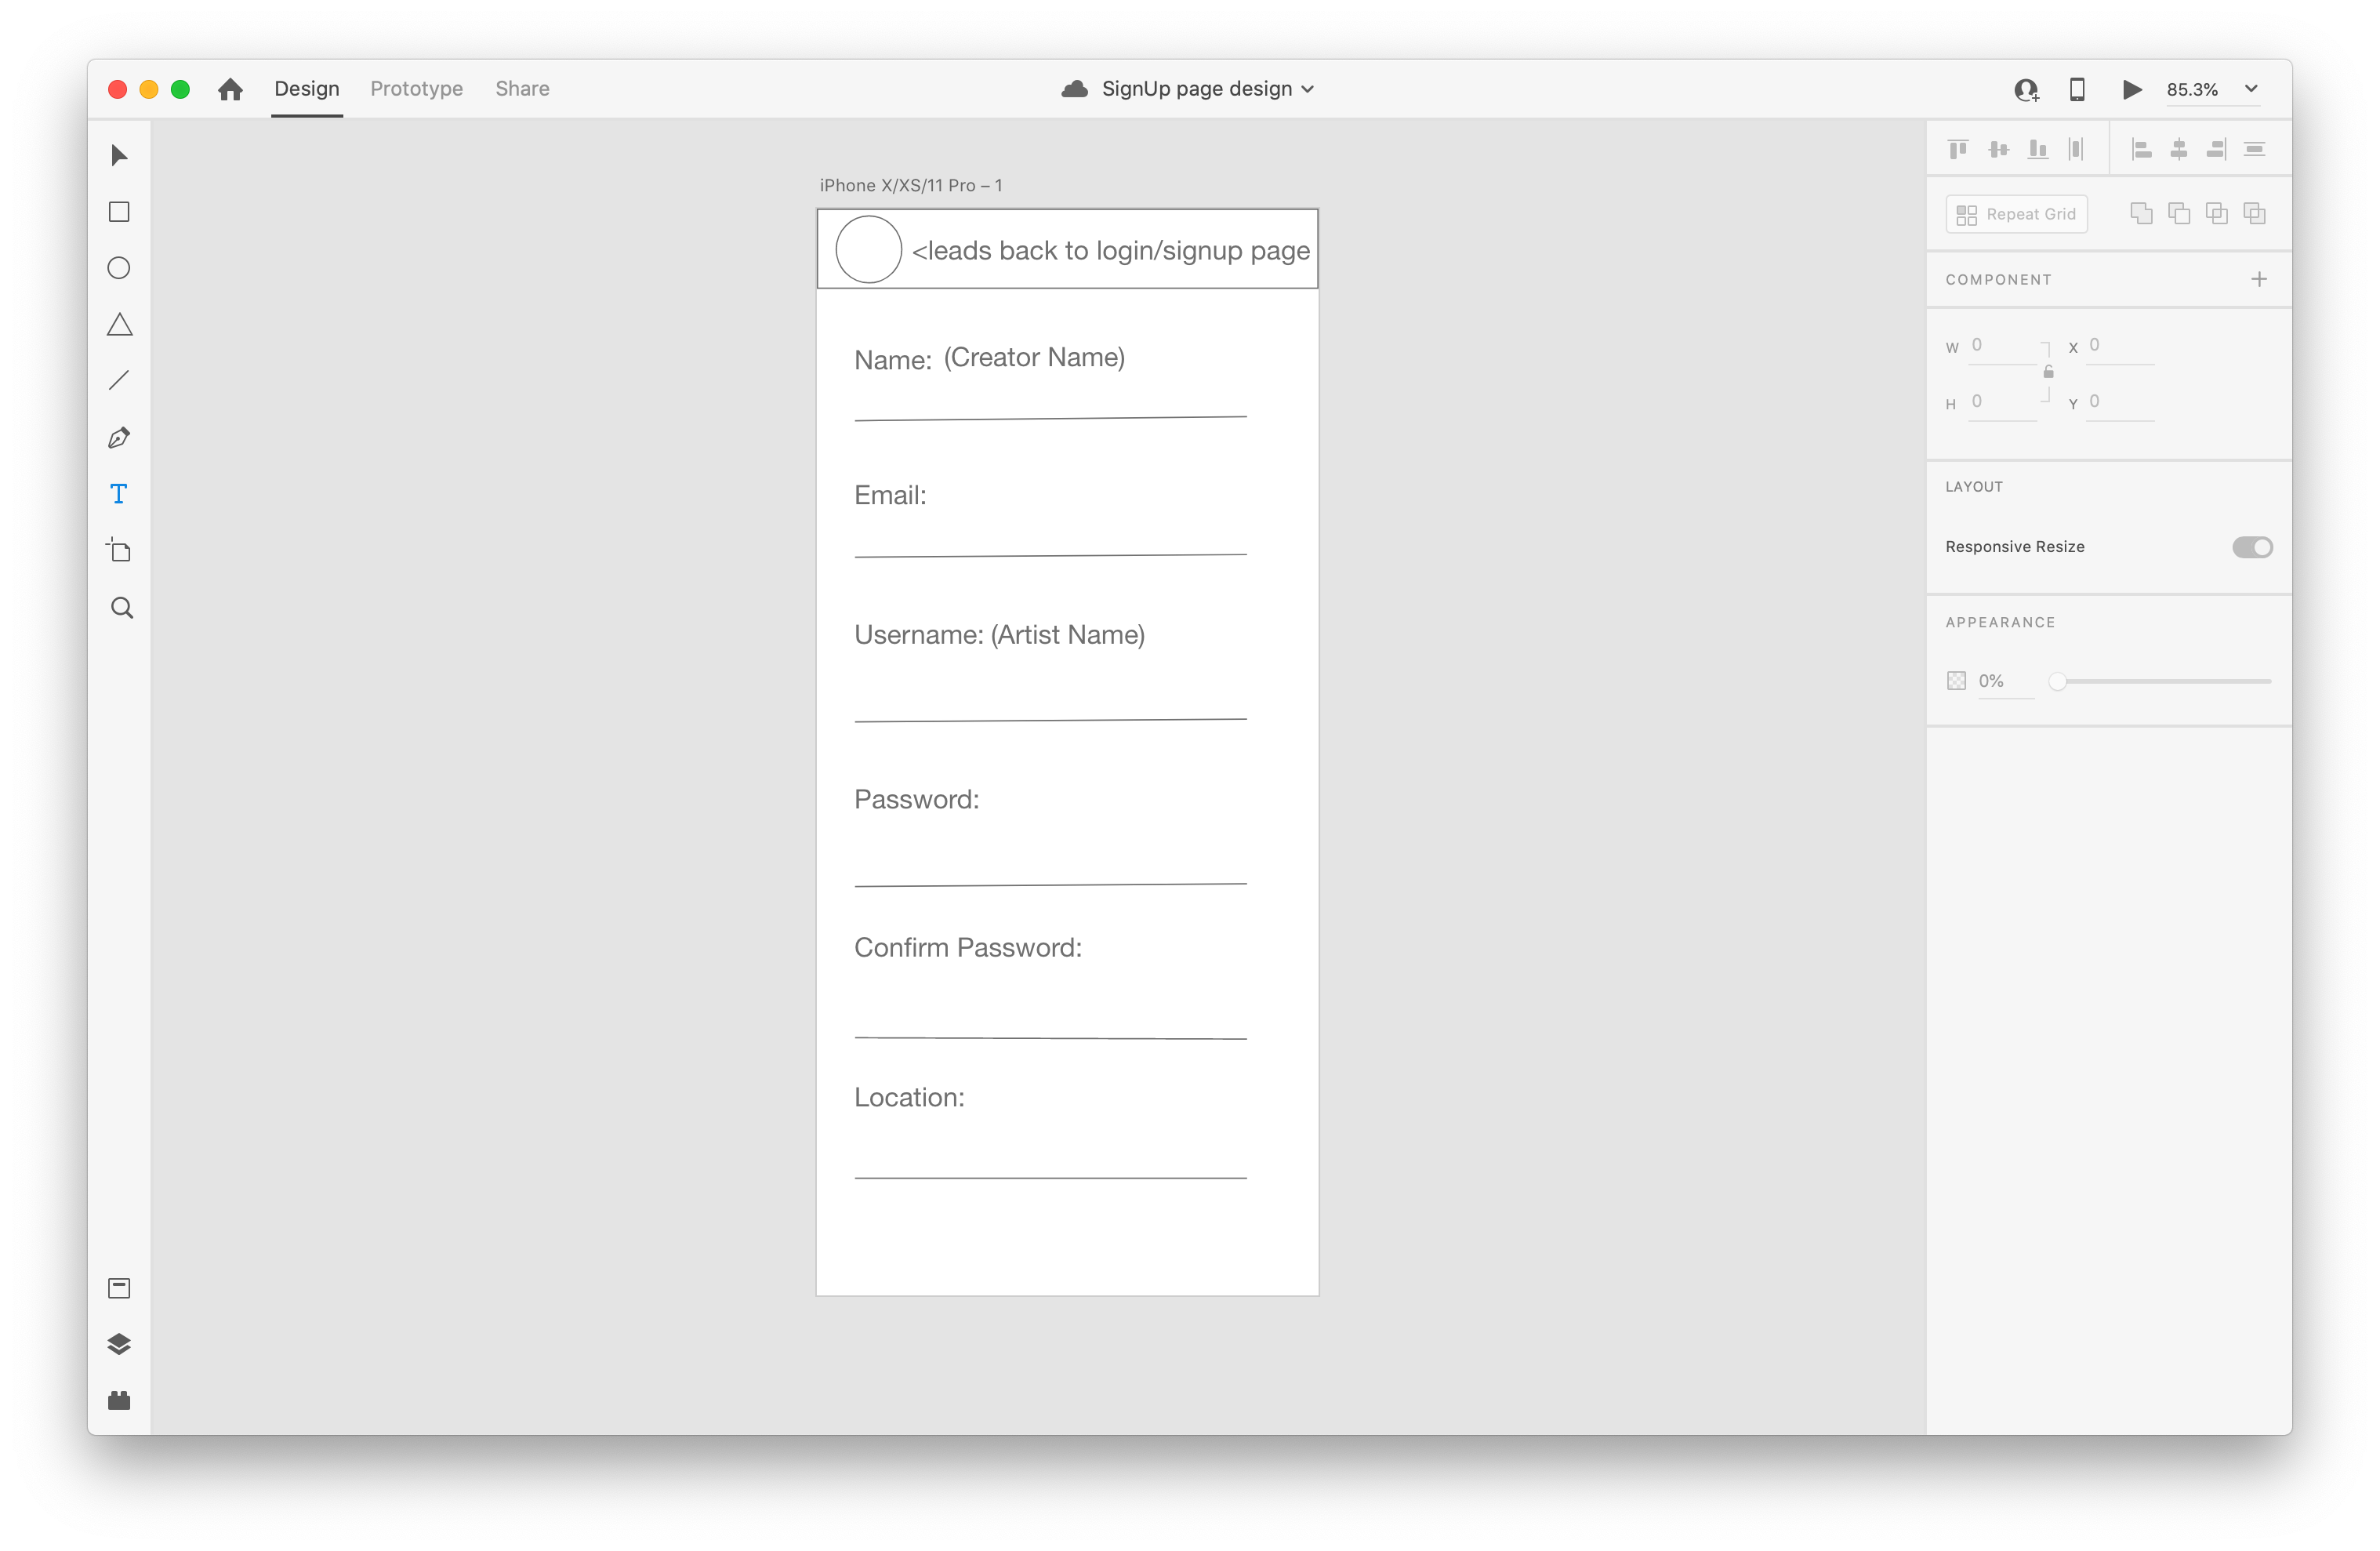 Design Prototype Share SignUp page design 85.3%
iPhone X/XS/11 Pro – 1
<leads back to login/signup page
Name: (Creator Name)
Email:
Username: (Artist Name)
Password:
Confirm Password:
Location:
Repeat Grid
COMPONENT
W 0 X 0
H 0 Y 0
LAYOUT
Responsive Resize
APPEARANCE
0%